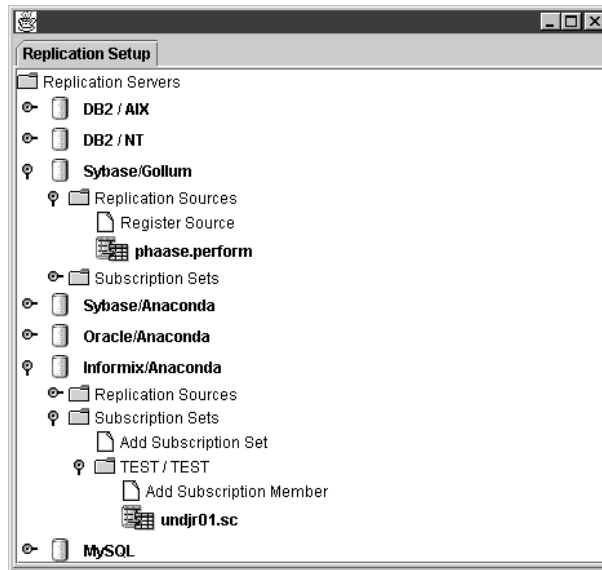 Replication Setup
Replication Servers
DB2 / AIX
DB2 / NT
Sybase/Gollum
Replication Sources
Register Source
phaase.perform
Subscription Sets
Sybase/Anaconda
Oracle/Anaconda
Informix/Anaconda
Replication Sources
Subscription Sets
Add Subscription Set
TEST / TEST
Add Subscription Member
undjr01.sc
MySQL